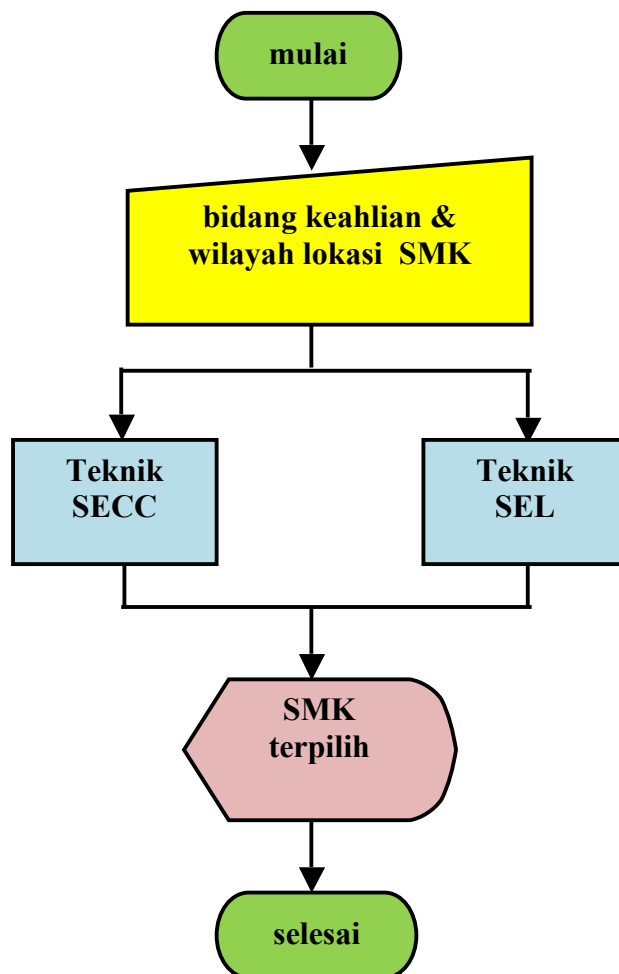 mulai
bidang keahlian &
wilayah lokasi SMK
Teknik
SECC
Teknik
SEL
SMK
terpilih
selesai